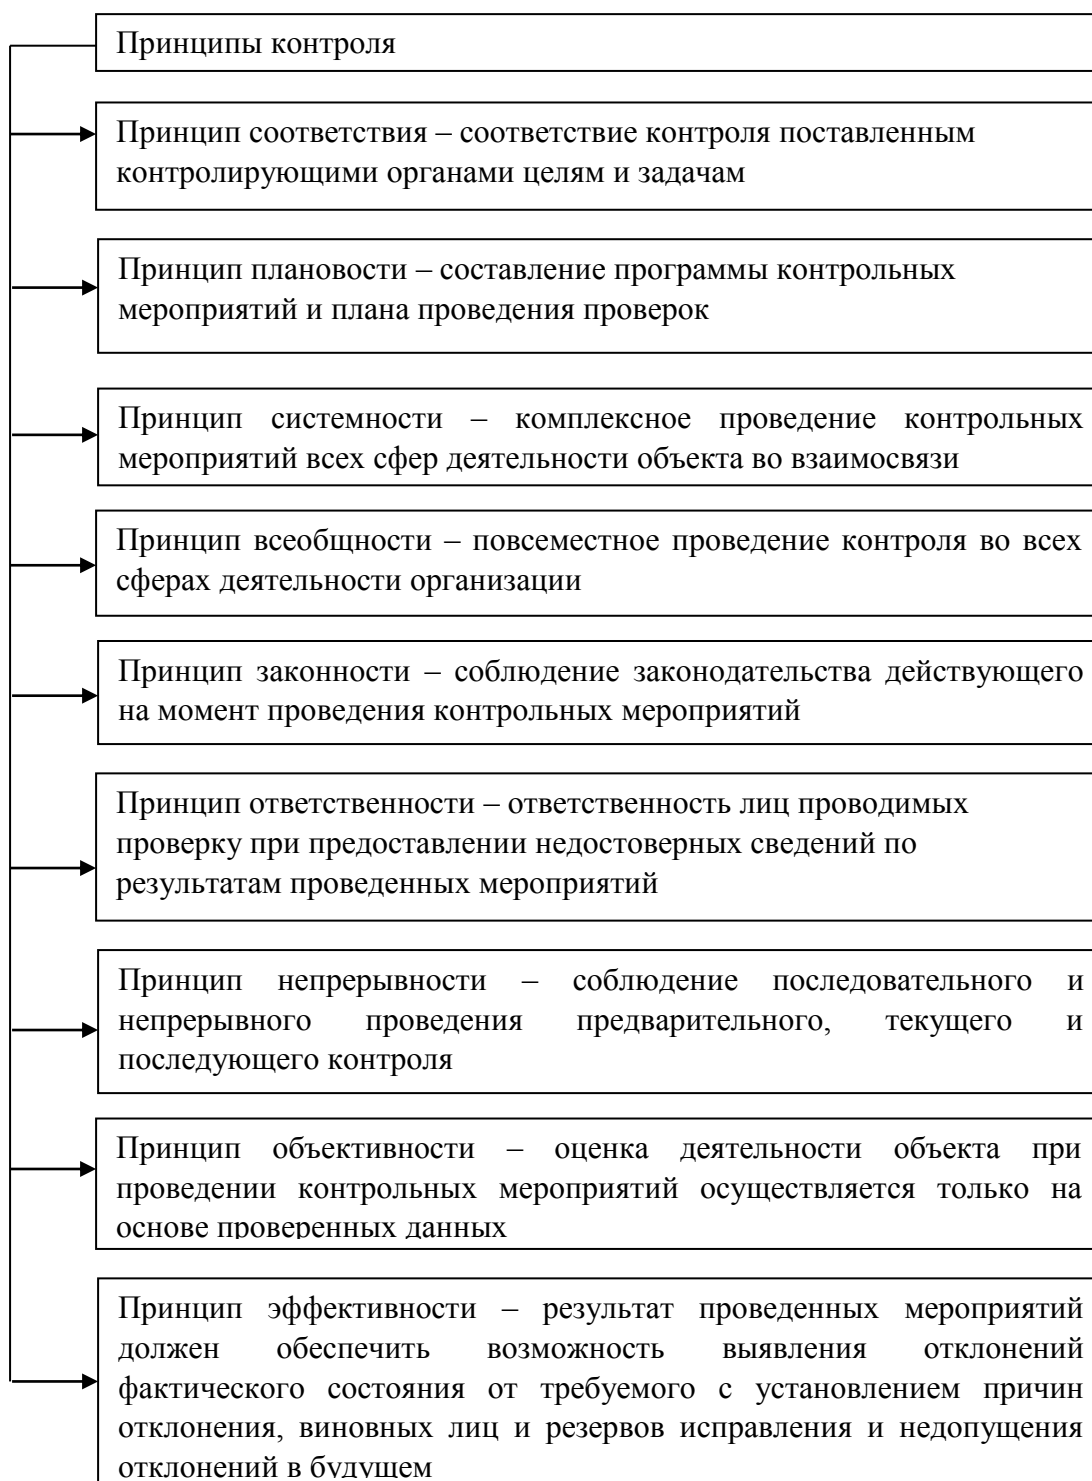 Принципы контроля
Принцип соответствия – соответствие контроля поставленным
контролирующими органами целям и задачам
Принцип плановости – составление программы контрольных
мероприятий и плана проведения проверок
Принцип системности – комплексное проведение контрольных
мероприятий всех сфер деятельности объекта во взаимосвязи
Принцип всеобщности – повсеместное проведение контроля во всех
сферах деятельности организации
Принцип законности – соблюдение законодательства действующего
на момент проведения контрольных мероприятий
Принцип ответственности – ответственность лиц проводимых
проверку при предоставлении недостоверных сведений по
результатам проведенных мероприятий
Принцип непрерывности – соблюдение последовательного и
непрерывного проведения предварительного, текущего и
последующего контроля
Принцип объективности – оценка деятельности объекта при
проведении контрольных мероприятий осуществляется только на
основе проверенных данных
Принцип эффективности – результат проведенных мероприятий
должен обеспечить возможность выявления отклонений
фактического состояния от требуемого с установлением причин
отклонения, виновных лиц и резервов исправления и недопущения
отклонений в будущем